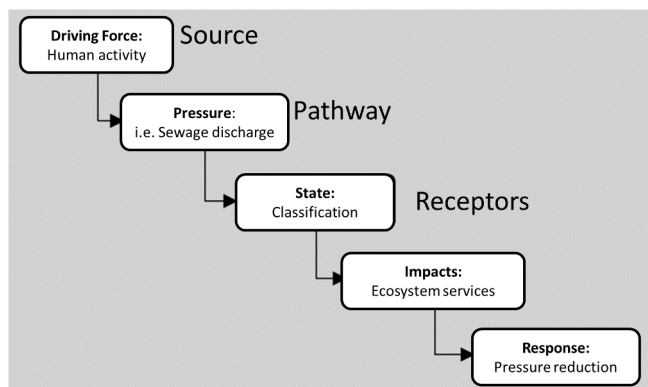 Driving Force:
Human activity
Source
Pressure:
i.e. Sewage discharge
Pathway
State:
Classification
Receptors
Impacts:
Ecosystem services
Response:
Pressure reduction